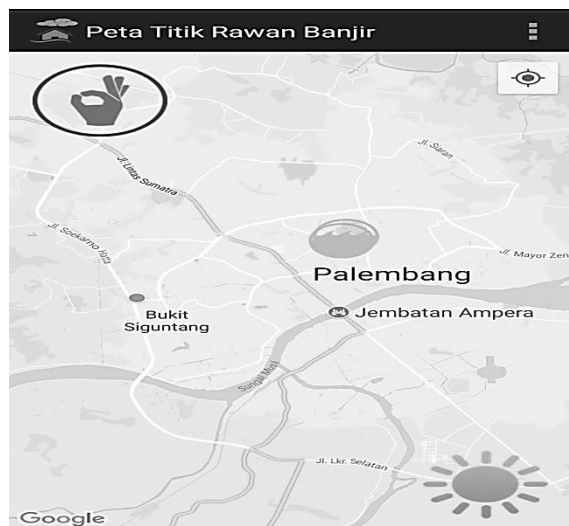 Peta Titik Rawan Banjir
Jl. Siaran
Jl. Lintas Sumatra
Jl. Soekarno Hatta
Jl. Mayor Zen
Palembang
Bukit
Siguntang
Jembatan Ampera
Sungai Musi
Jl. Lkr. Selatan
Google